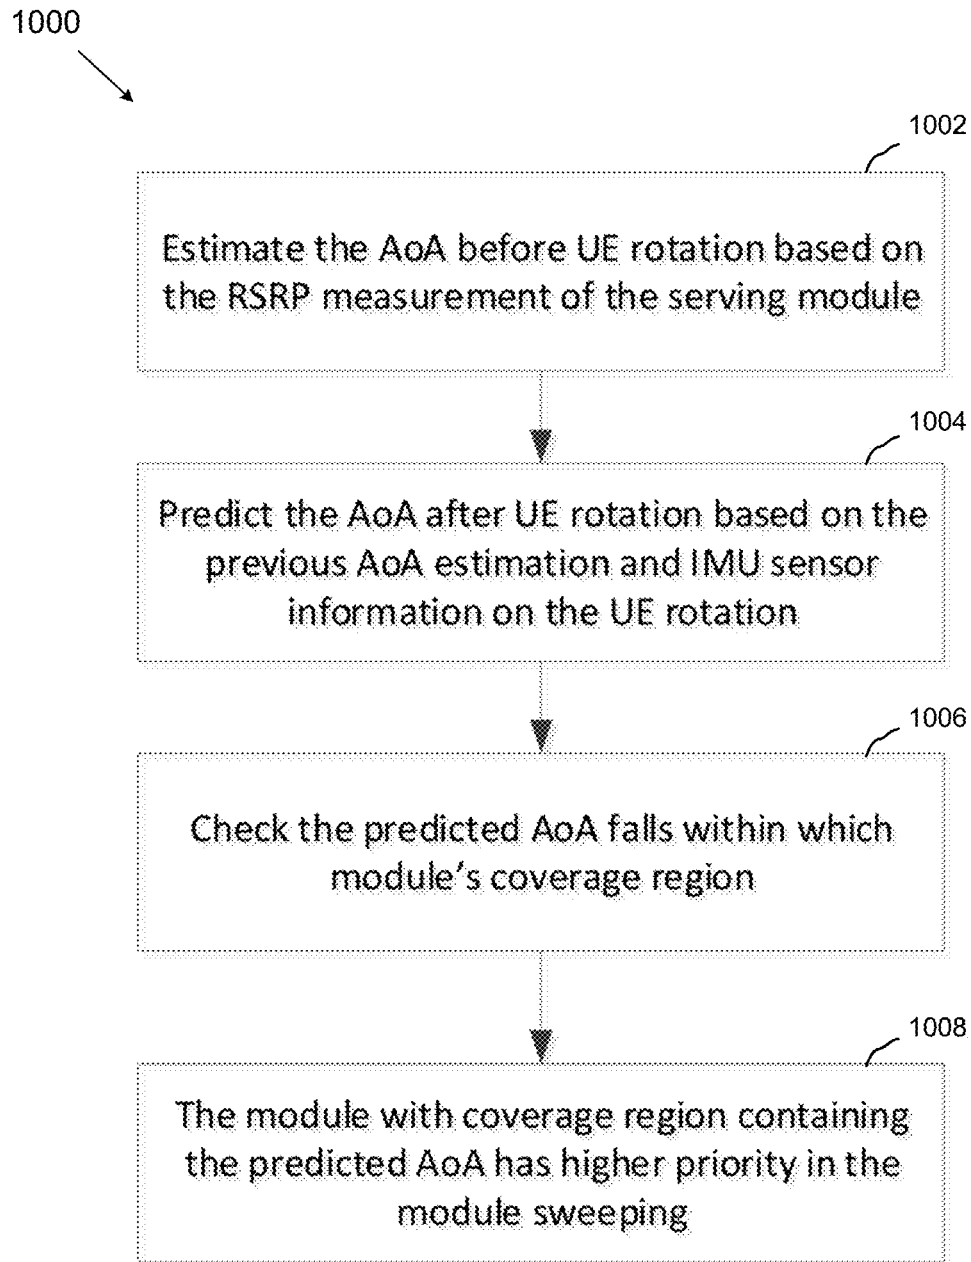 1000
1002
Estimate the AoA before UE rotation based on
the RSRP measurement of the serving module
1004
Predict the AoA after UE rotation based on the
previous AoA estimation and IMU sensor
information on the UE rotation
1006
Check the predicted AoA falls within which
module's coverage region
1008
The module with coverage region containing
the predicted AoA has higher priority in the
module sweeping